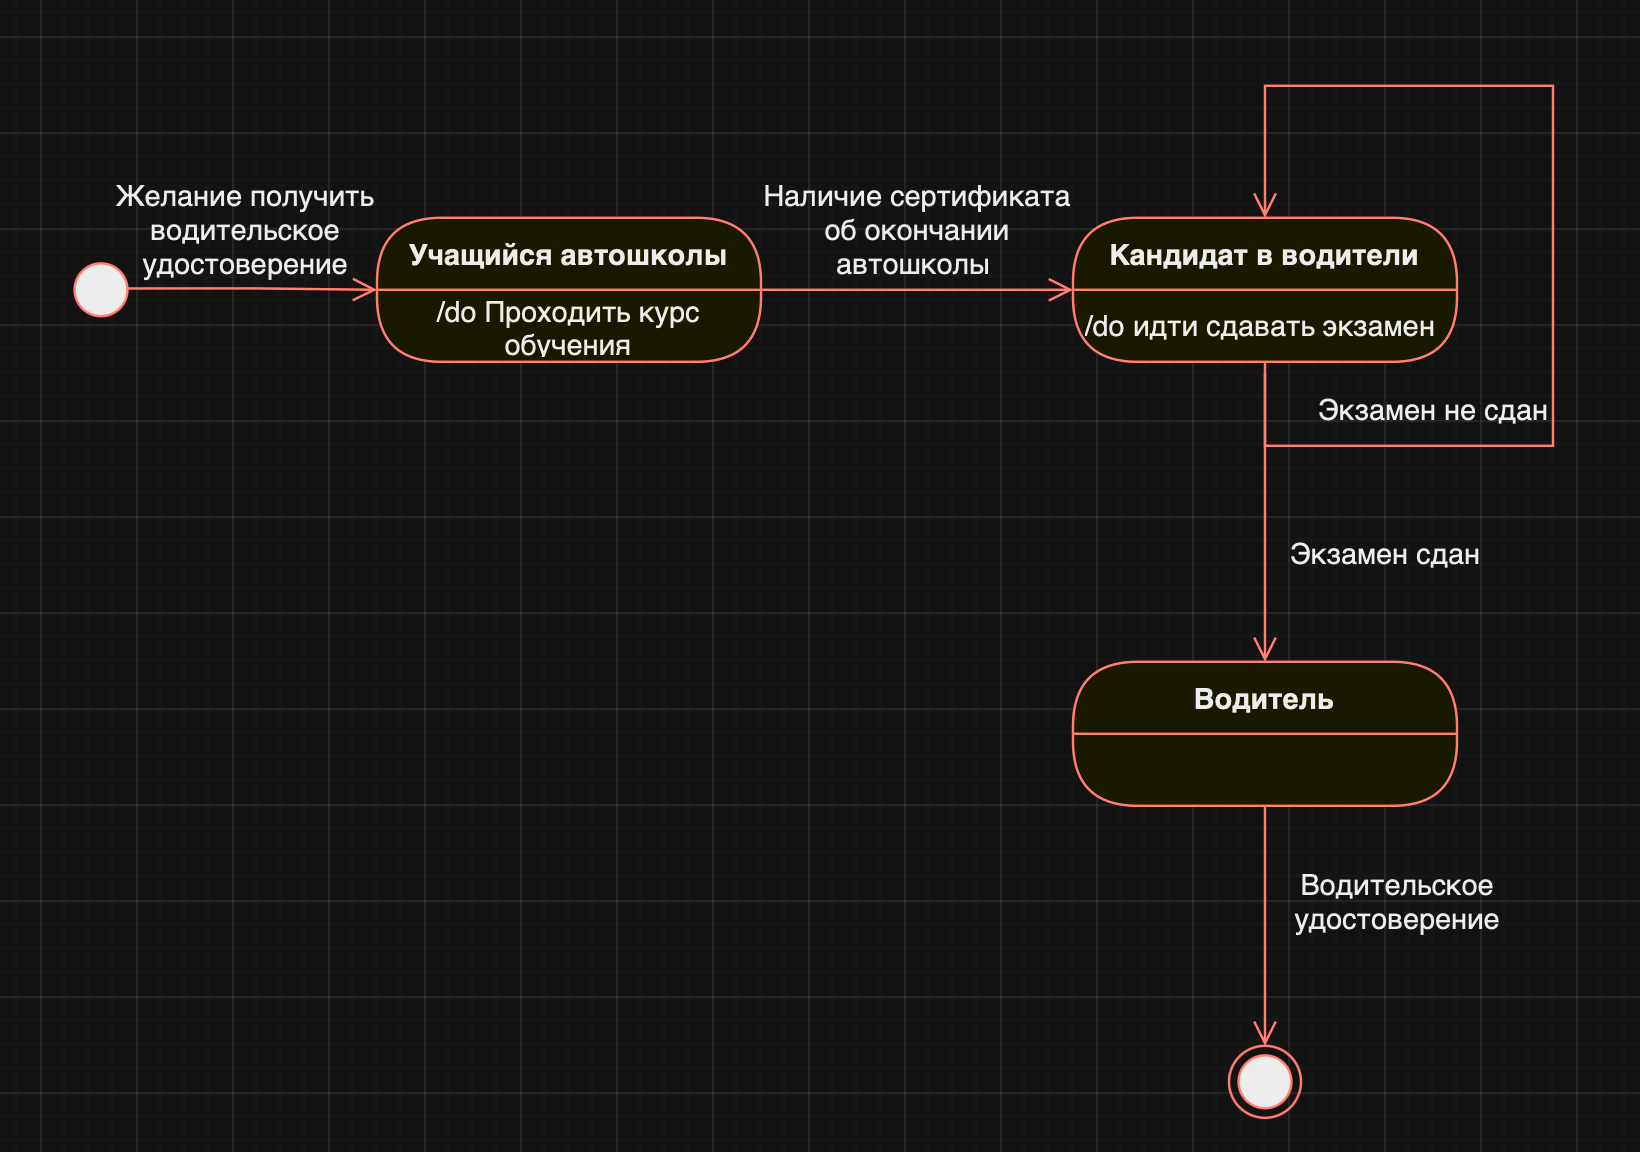 Желание получить
водительское
удостоверение
Учащийся автошколы
/do Проходить курс
обучения
Наличие сертификата
об окончании
автошколы
Кандидат в водители
/do идти сдавать экзамен
Экзамен не сдан
Экзамен сдан
Водитель
Водительское
удостоверение